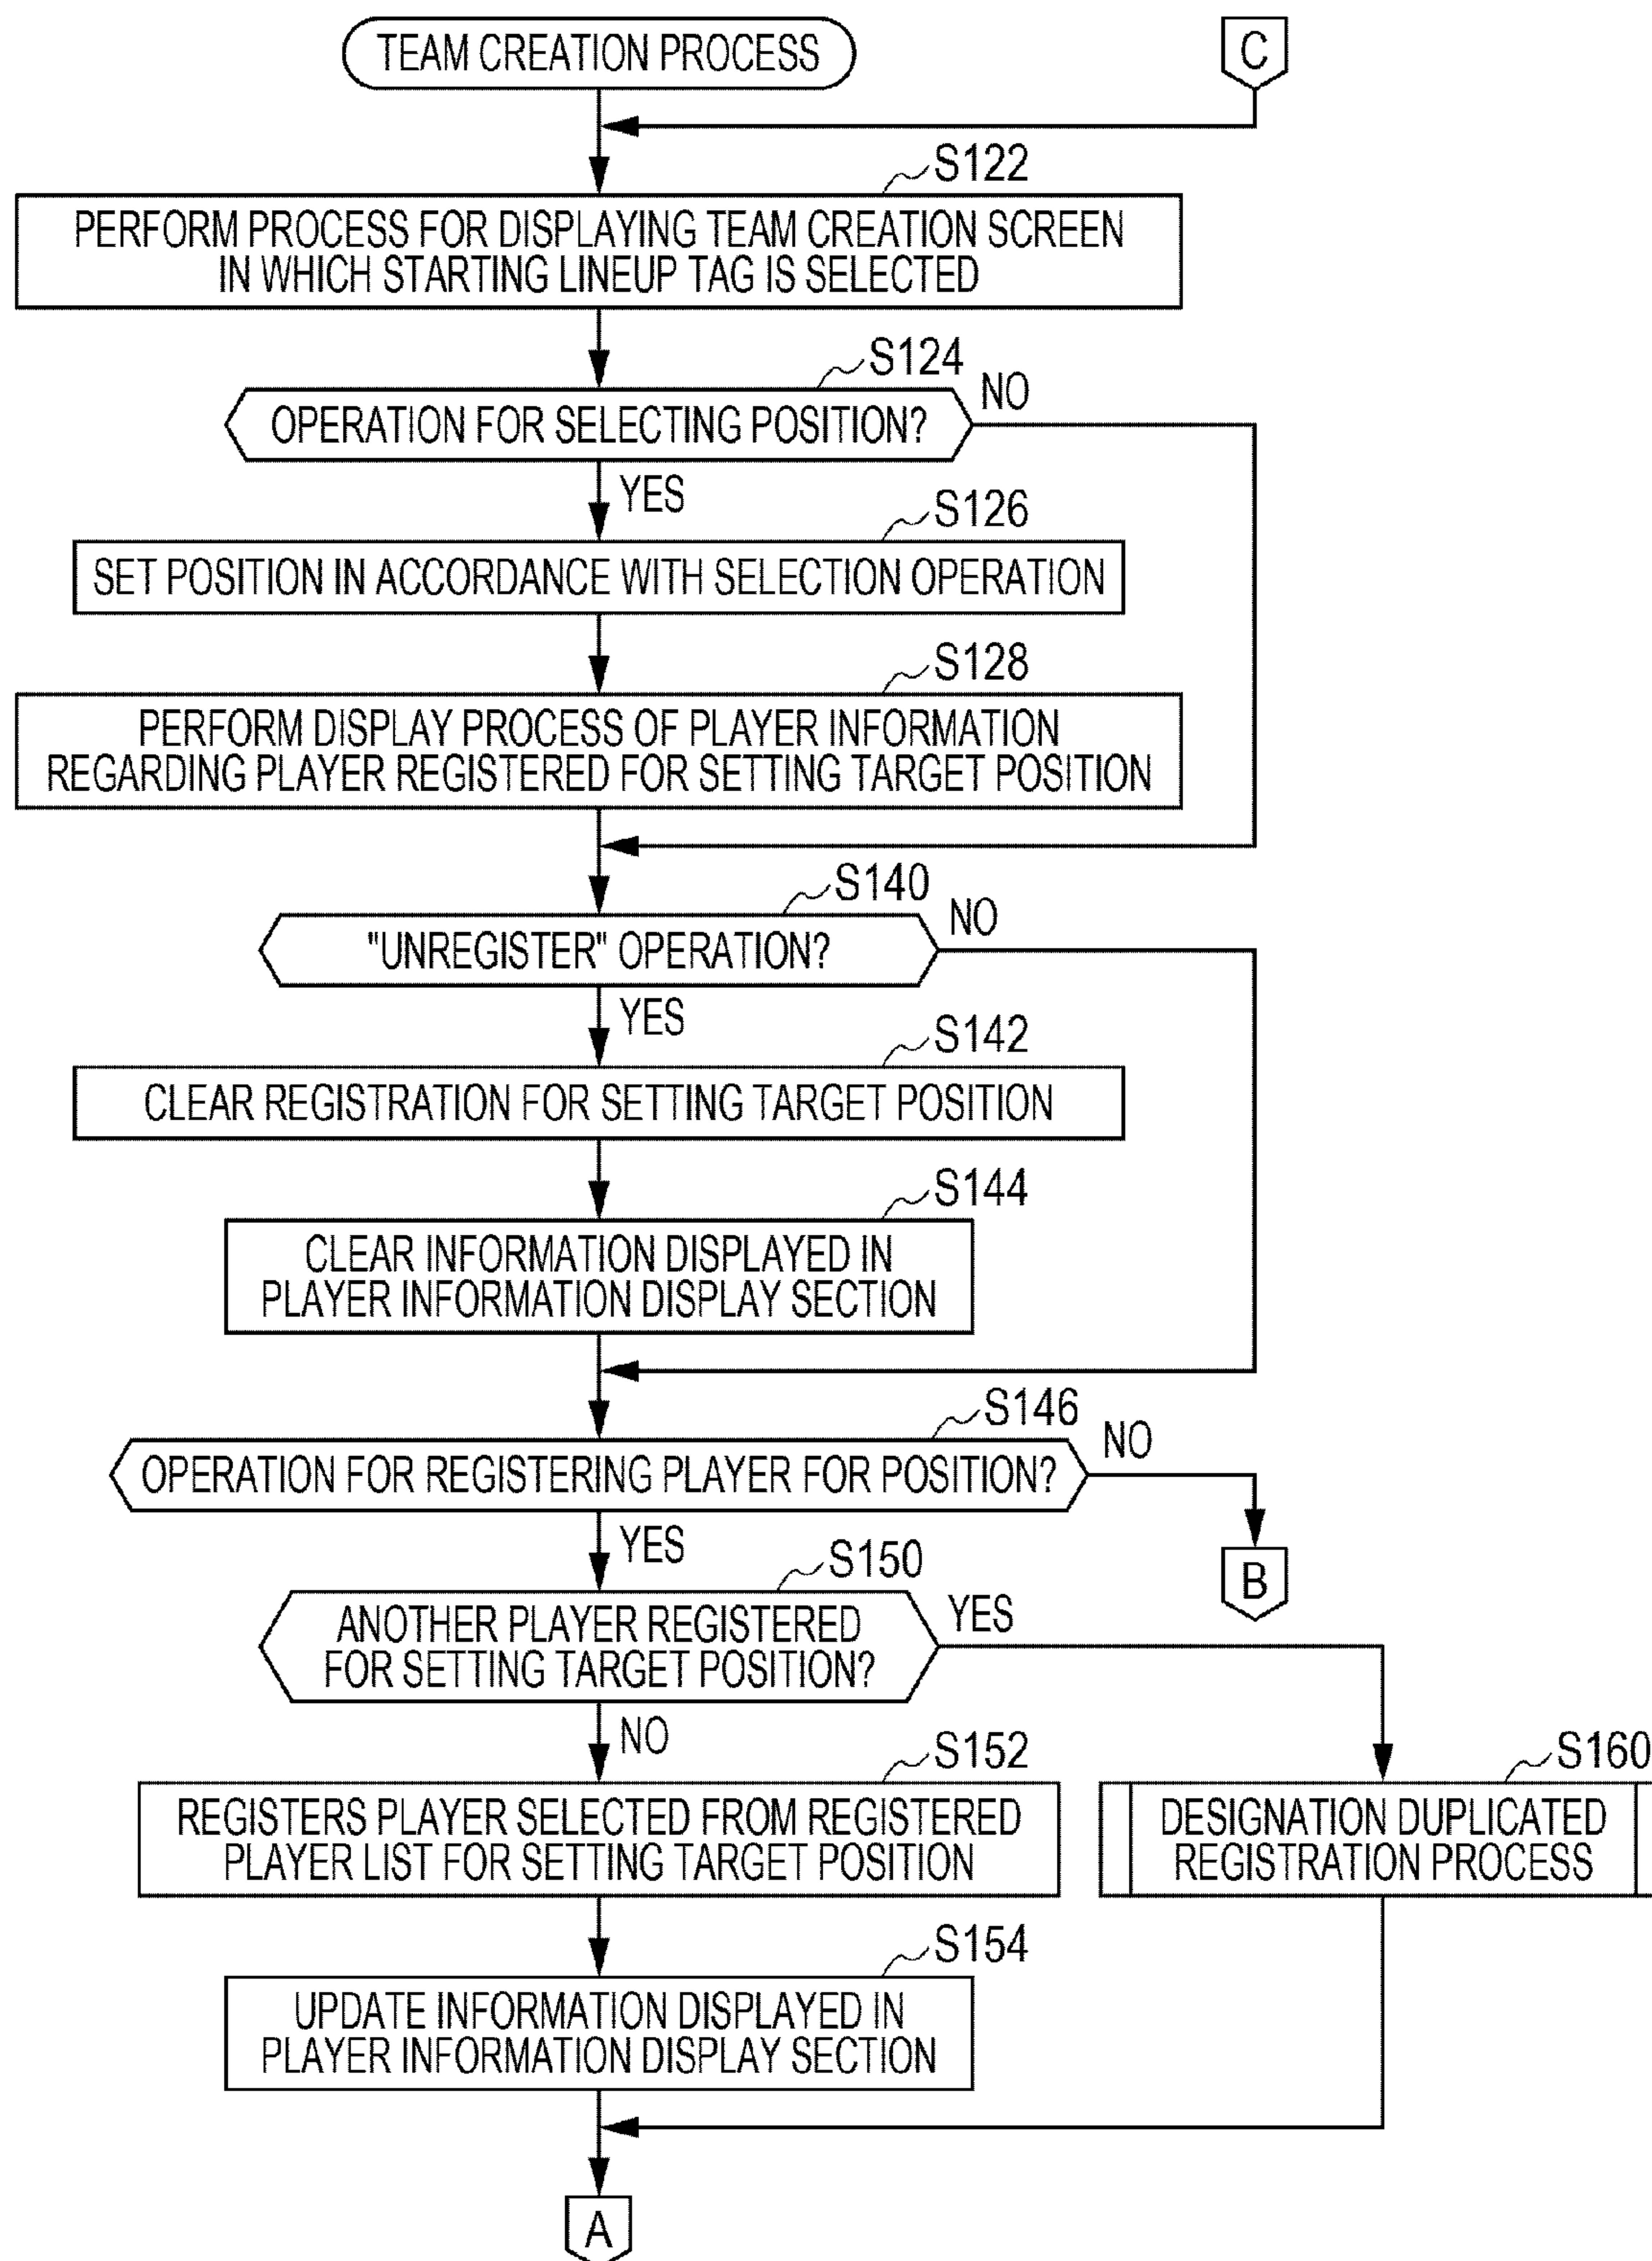 TEAM CREATION PROCESS
C
S122
PERFORM PROCESS FOR DISPLAYING TEAM CREATION SCREEN
IN WHICH STARTING LINEUP TAG IS SELECTED
S124
OPERATION FOR SELECTING POSITION?
NO
YES
S126
SET POSITION IN ACCORDANCE WITH SELECTION OPERATION
S128
PERFORM DISPLAY PROCESS OF PLAYER INFORMATION
REGARDING PLAYER REGISTERED FOR SETTING TARGET POSITION
S140
"UNREGISTER" OPERATION?
NO
YES
S142
CLEAR REGISTRATION FOR SETTING TARGET POSITION
S144
CLEAR INFORMATION DISPLAYED IN
PLAYER INFORMATION DISPLAY SECTION
S146
OPERATION FOR REGISTERING PLAYER FOR POSITION?
NO
YES
B
S150
ANOTHER PLAYER REGISTERED
FOR SETTING TARGET POSITION?
YES
NO
S152
REGISTERS PLAYER SELECTED FROM REGISTERED
PLAYER LIST FOR SETTING TARGET POSITION
S160
DESIGNATION DUPLICATED
REGISTRATION PROCESS
S154
UPDATE INFORMATION DISPLAYED IN
PLAYER INFORMATION DISPLAY SECTION
A